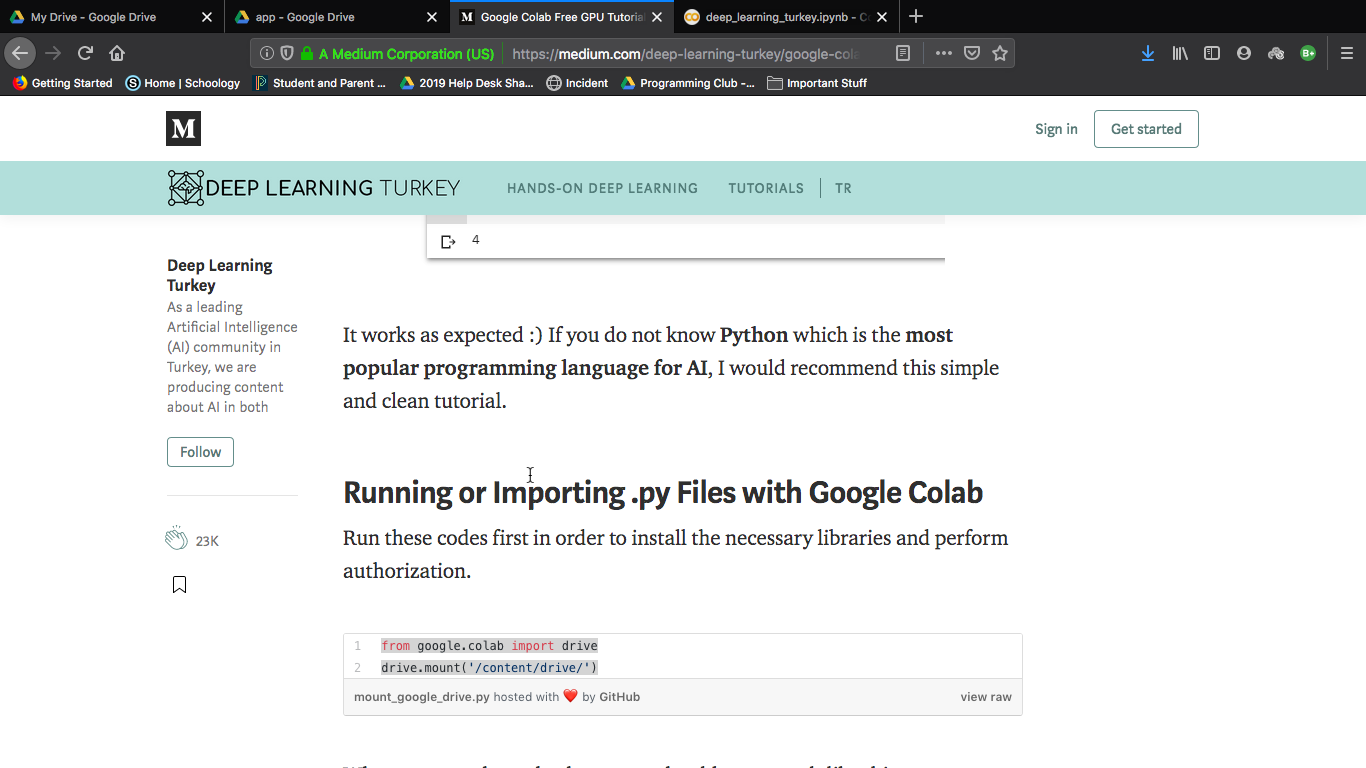 My Drive - Google Drive
app - Google Drive
M Google Colab Free GPU Tutorial
deep_learning_turkey.ipynb - Co
A Medium Corporation (US) https://medium.com/deep-learning-turkey/google-cola
B+
Getting Started
S Home | Schoology
Student and Parent ...
2019 Help Desk Sha...
Incident
Programming Club -...
Important Stuff
M
Sign in
Get started
DEEP LEARNING TURKEY
HANDS-ON DEEP LEARNING
TUTORIALS
TR
4
Deep Learning
Turkey
As a leading
Artificial Intelligence
(AI) community in
Turkey, we are
producing content
about AI in both
Follow
23K
It works as expected :) If you do not know Python which is the most
popular programming language for AI, I would recommend this simple
and clean tutorial.
Running or Importing .py Files with Google Colab
Run these codes first in order to install the necessary libraries and perform
authorization.
1 from google.colab import drive
2 drive.mount('/content/drive/')
mount_google_drive.py hosted with ❤ by GitHub
view raw